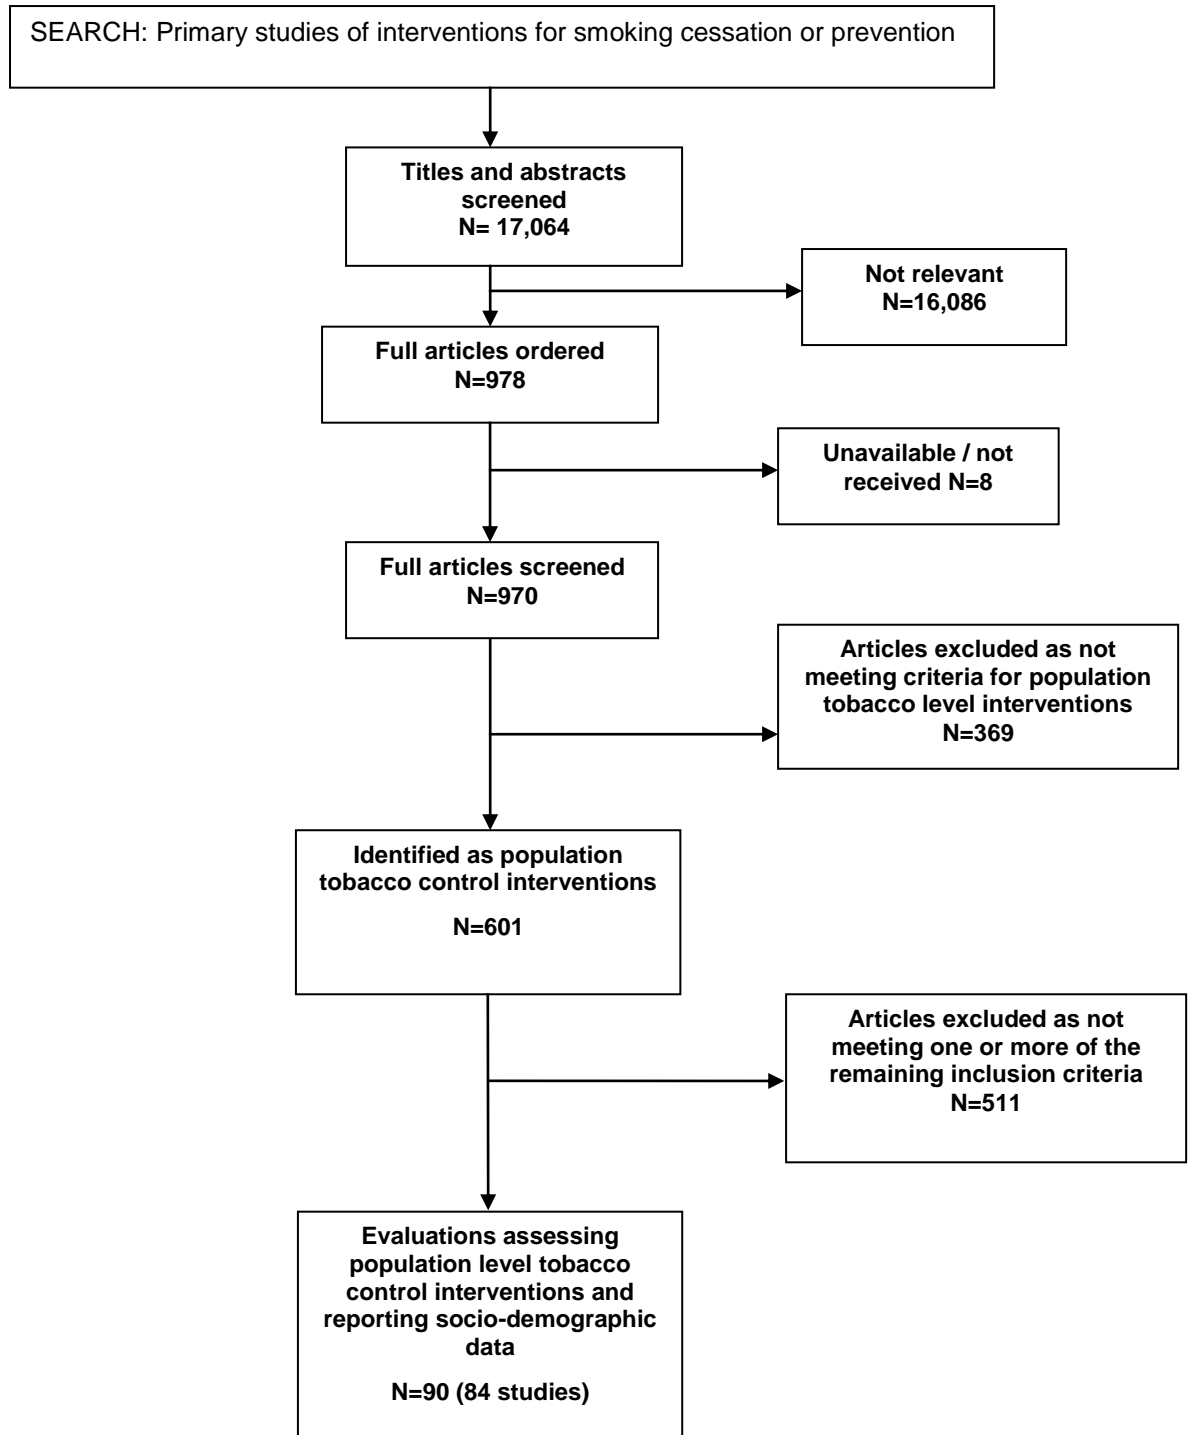 SEARCH: Primary studies of interventions for smoking cessation or prevention
Titles and abstracts
screened
N= 17,064
Not relevant
N=16,086
Full articles ordered
N=978
Unavailable / not
received N=8
Full articles screened
N=970
Articles excluded as not
meeting criteria for population
tobacco level interventions
N=369
Identified as population
tobacco control interventions
N=601
Articles excluded as not
meeting one or more of the
remaining inclusion criteria
N=511
Evaluations assessing
population level tobacco
control interventions and
reporting socio-demographic
data
N=90 (84 studies)